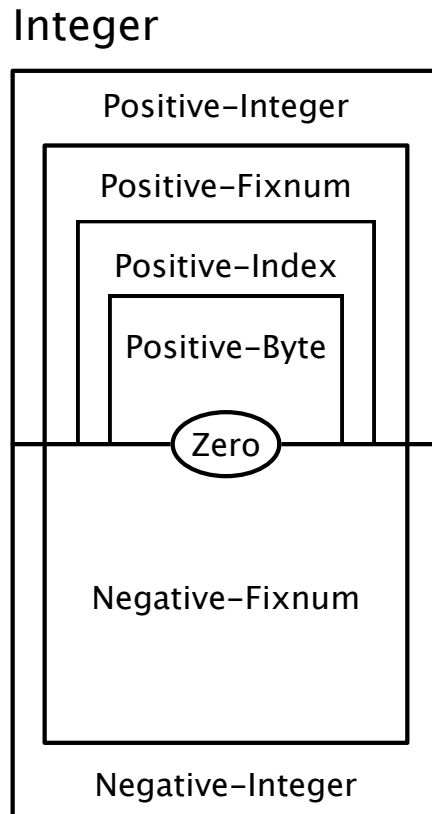 Integer
Positive–Integer
Positive–Fixnum
Positive–Index
Positive–Byte
Zero
Negative–Fixnum
Negative–Integer